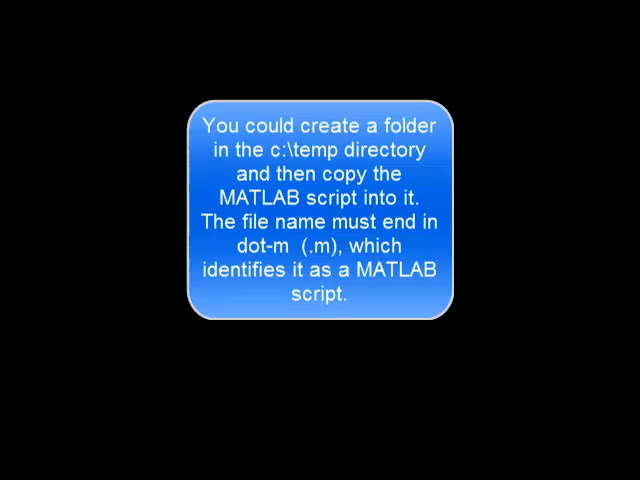 You could create a folder
in the c:\temp directory
and then copy the
MATLAB script into it.
The file name must end in
dot-m  (.m), which
identifies it as a MATLAB
script.